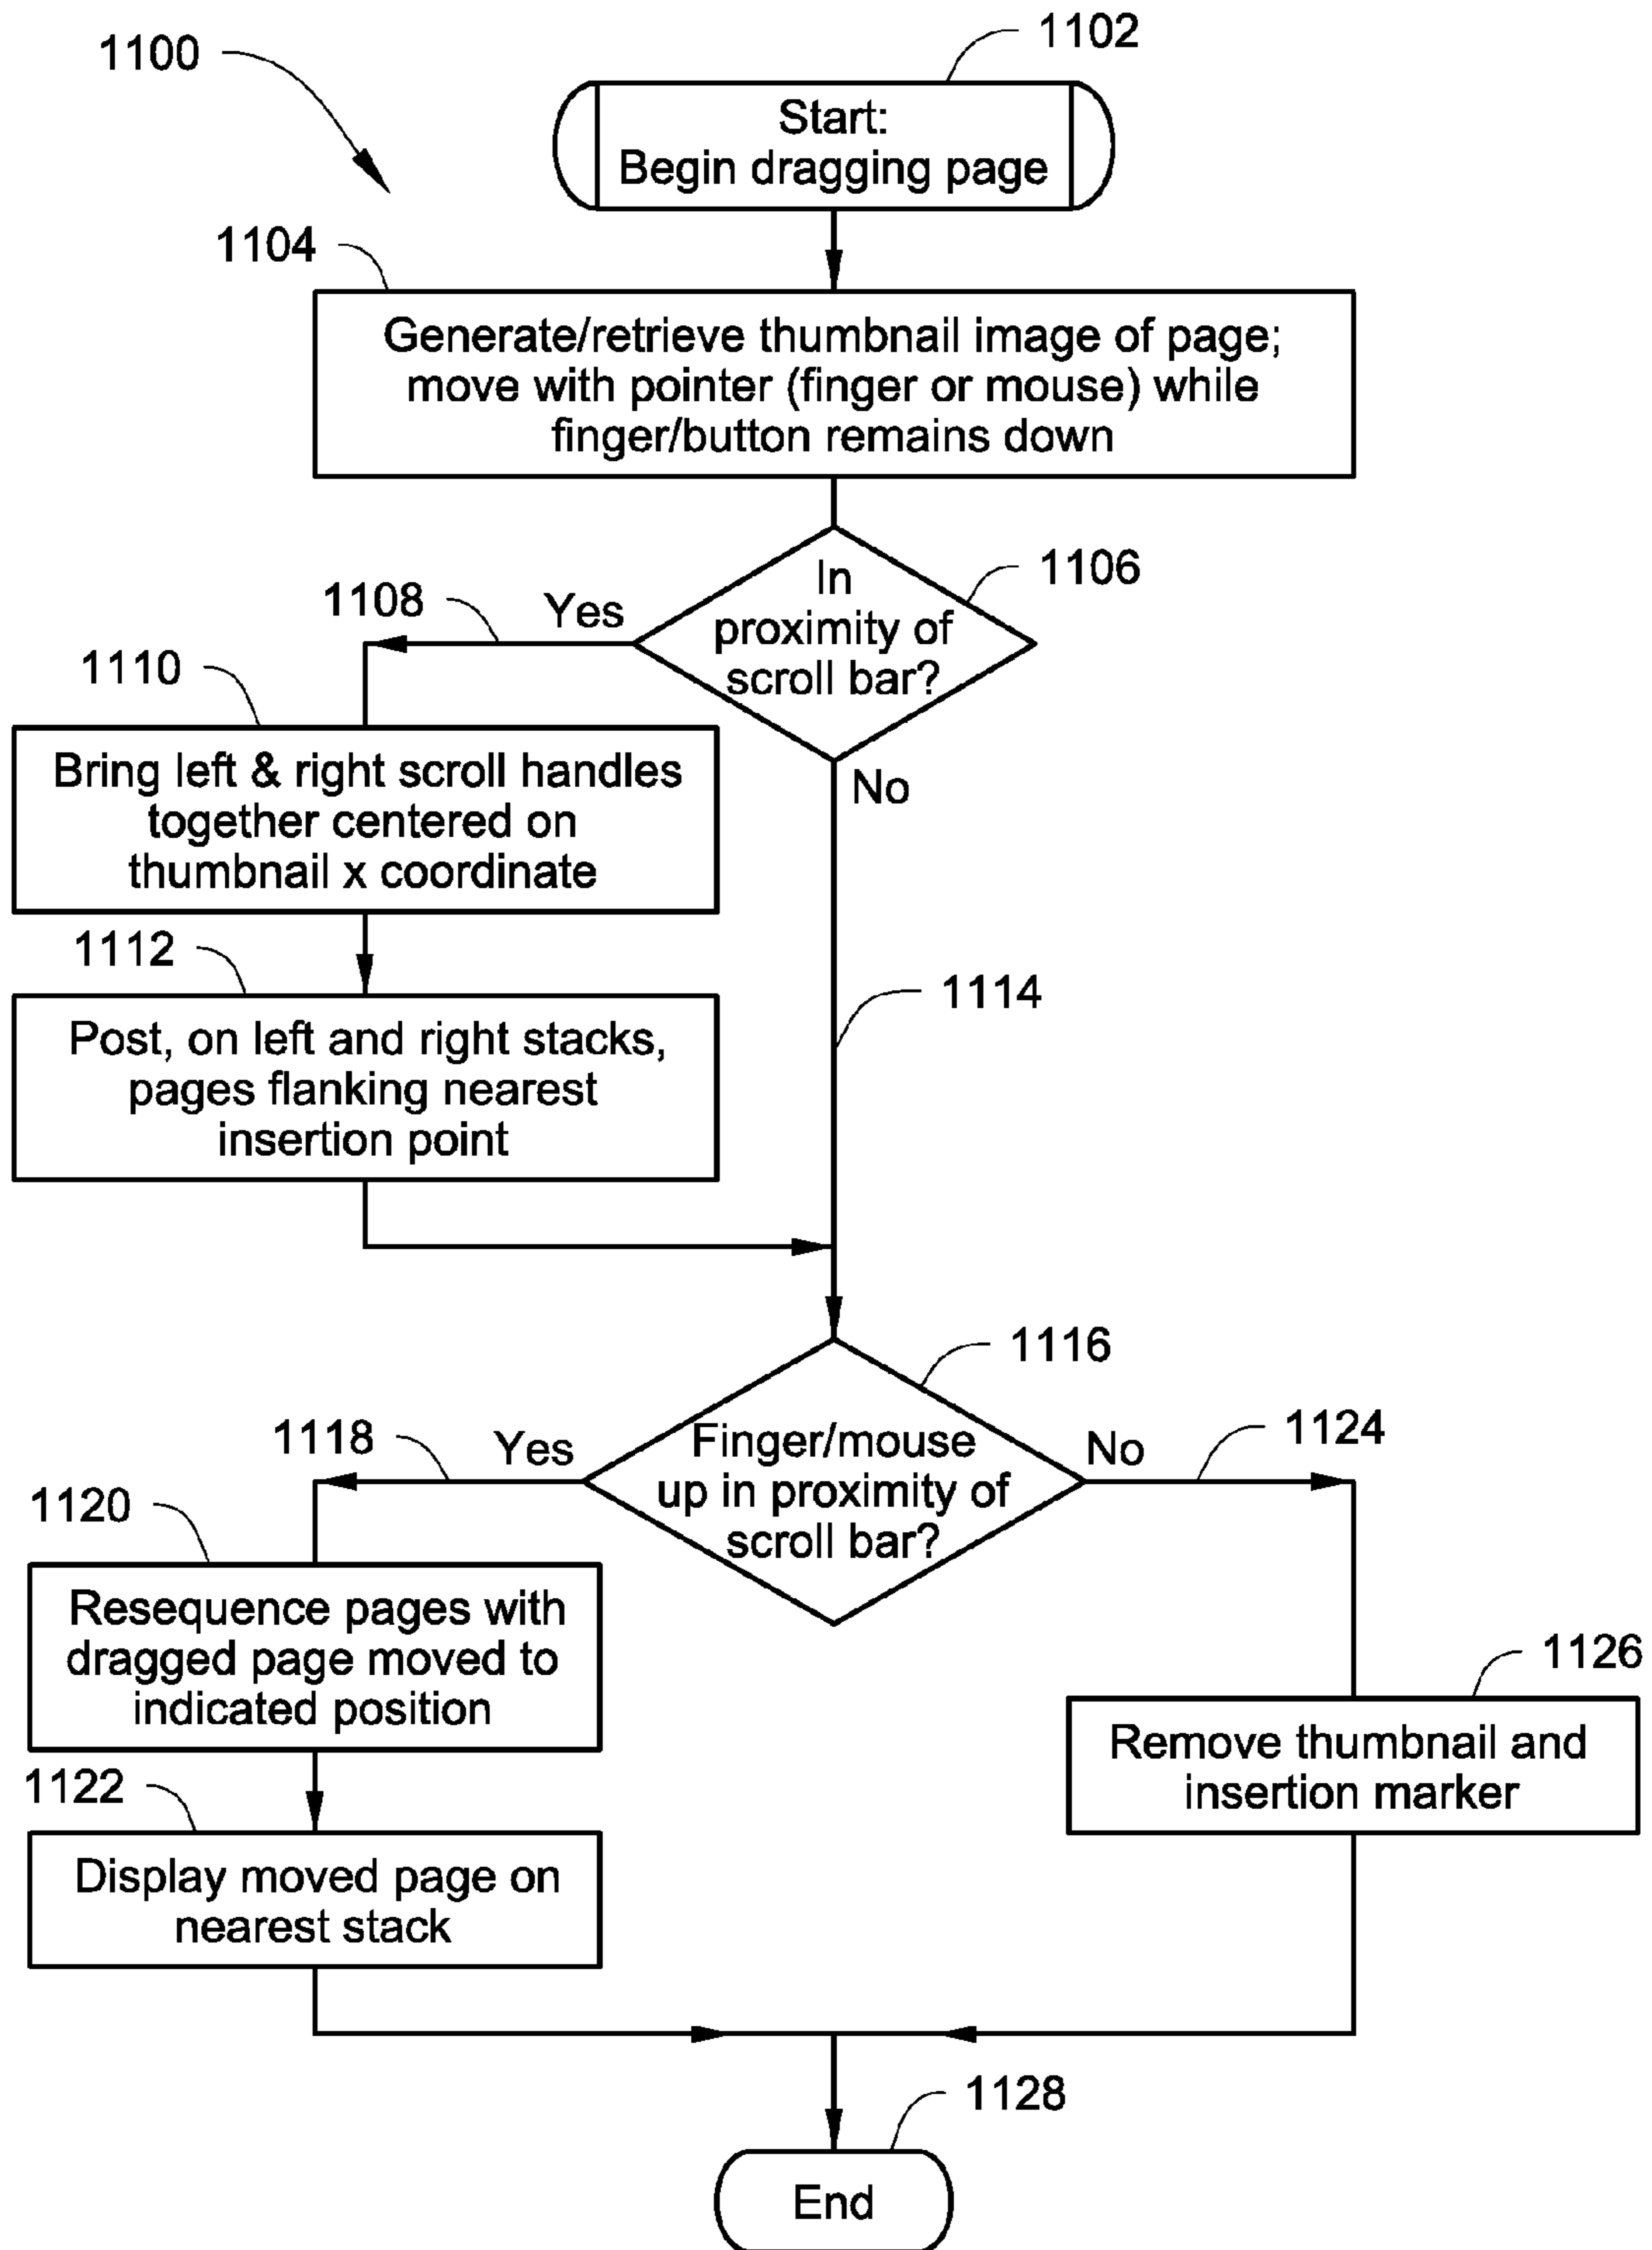 1100
1102
Start:
Begin dragging page
1104
Generate/retrieve thumbnail image of page;
move with pointer (finger or mouse) while
finger/button remains down
1106
In
proximity of
scroll bar?
1108
Yes
No
1110
Bring left & right scroll handles
together centered on
thumbnail x coordinate
1112
Post, on left and right stacks,
pages flanking nearest
insertion point
1114
1116
Finger/mouse
up in proximity of
scroll bar?
1118
Yes
No
1124
1120
Resequence pages with
dragged page moved to
indicated position
1122
Display moved page on
nearest stack
1126
Remove thumbnail and
insertion marker
1128
End